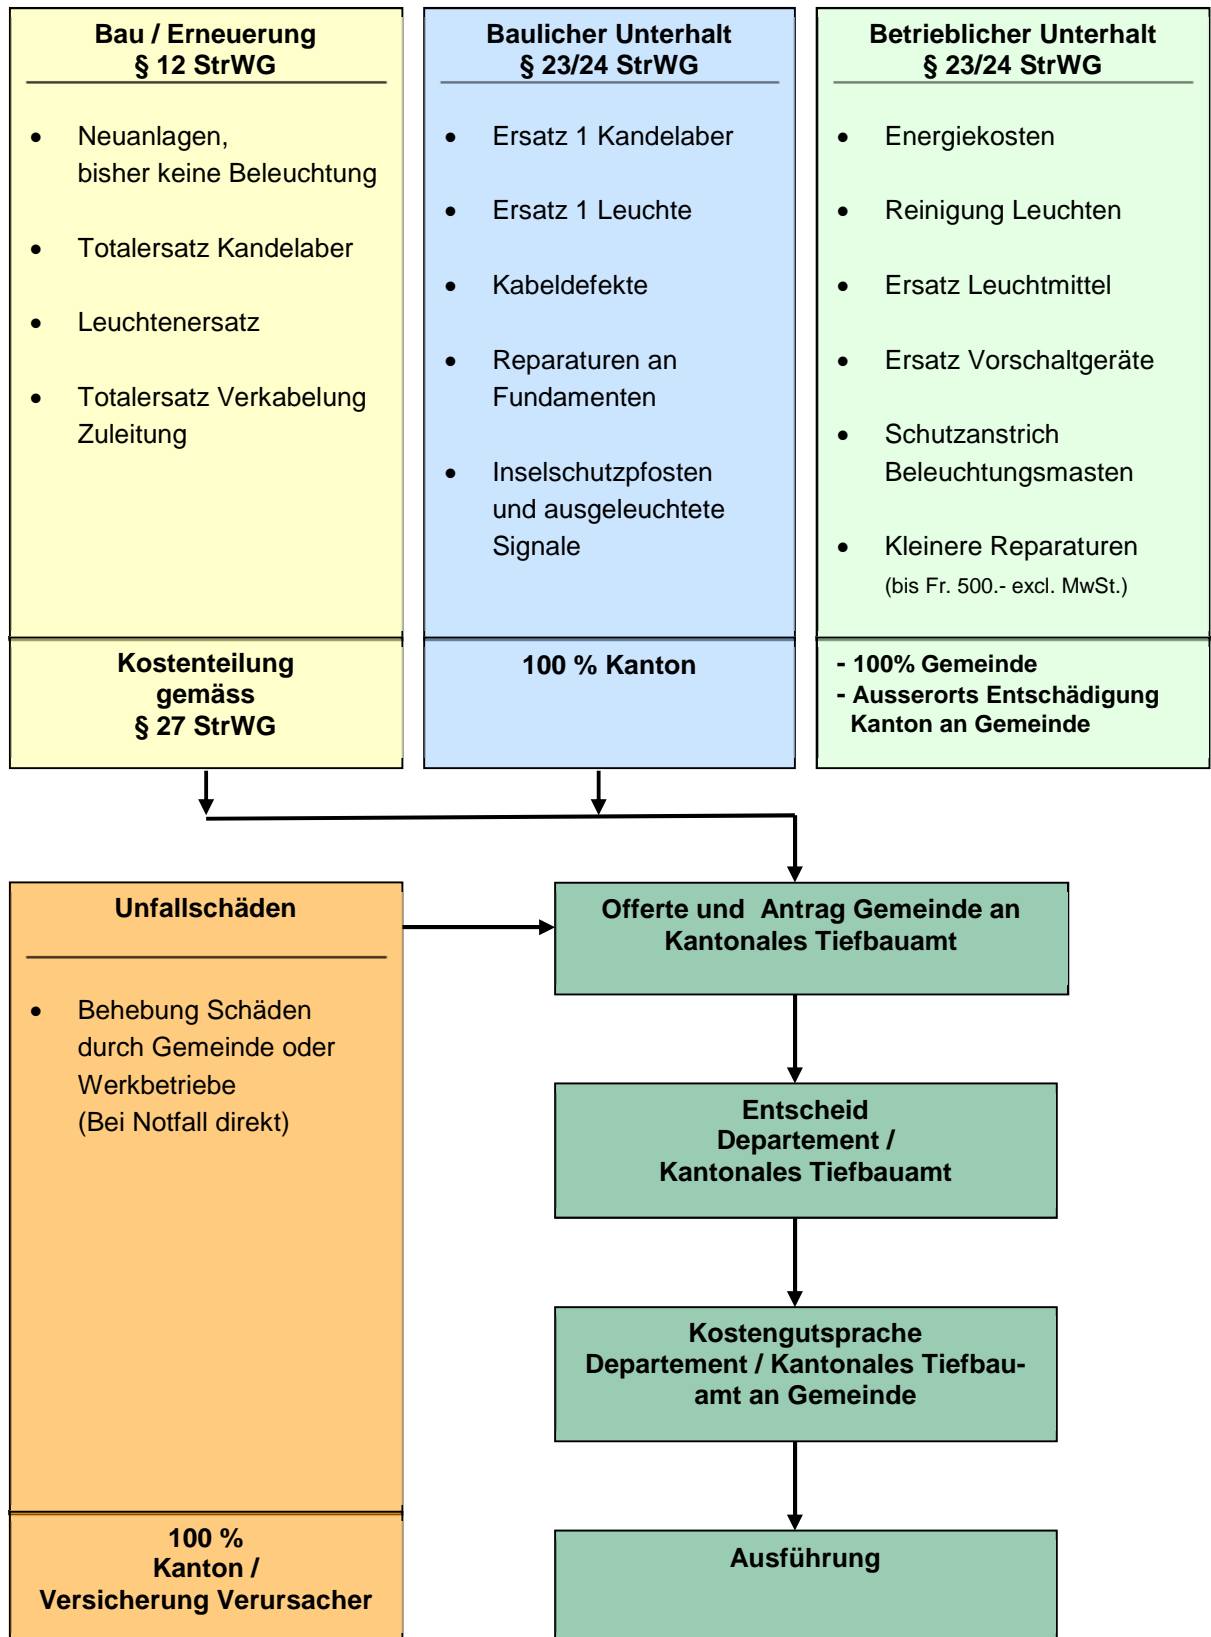 Bau / Erneuerung
§ 12 StrWG
• Neuanlagen,
bisher keine Beleuchtung
• Totalersatz Kandelaber
• Leuchtenersatz
• Totalersatz Verkabelung
Zuleitung
Kostenteilung
gemäss
§ 27 StrWG
Baulicher Unterhalt
§ 23/24 StrWG
• Ersatz 1 Kandelaber
• Ersatz 1 Leuchte
• Kabeldefekte
• Reparaturen an
Fundamenten
• Inselschutzpfosten
und ausgeleuchtete
Signale
100 % Kanton
Betrieblicher Unterhalt
§ 23/24 StrWG
• Energiekosten
• Reinigung Leuchten
• Ersatz Leuchtmittel
• Ersatz Vorschaltgeräte
• Schutzanstrich
Beleuchtungsmasten
• Kleinere Reparaturen
(bis Fr. 500.- excl. MwSt.)
- 100% Gemeinde
- Ausserorts Entschädigung
Kanton an Gemeinde
Unfallschäden
• Behebung Schäden
durch Gemeinde oder
Werkbetriebe
(Bei Notfall direkt)
100 %
Kanton /
Versicherung Verursacher
Offerte und Antrag Gemeinde an
Kantonales Tiefbauamt
Entscheid
Departement /
Kantonales Tiefbauamt
Kostengutsprache
Departement / Kantonales Tiefbau-
amt an Gemeinde
Ausführung